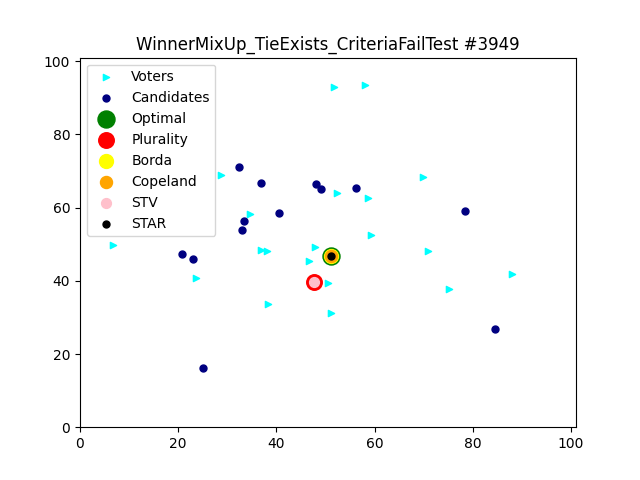 WinnerMixUp_TieExists_CriteriaFailTest #3949
100
80
60
40
20
0
0
20
40
60
80
100
Voters
Candidates
Optimal
Plurality
Borda
Copeland
STV
STAR